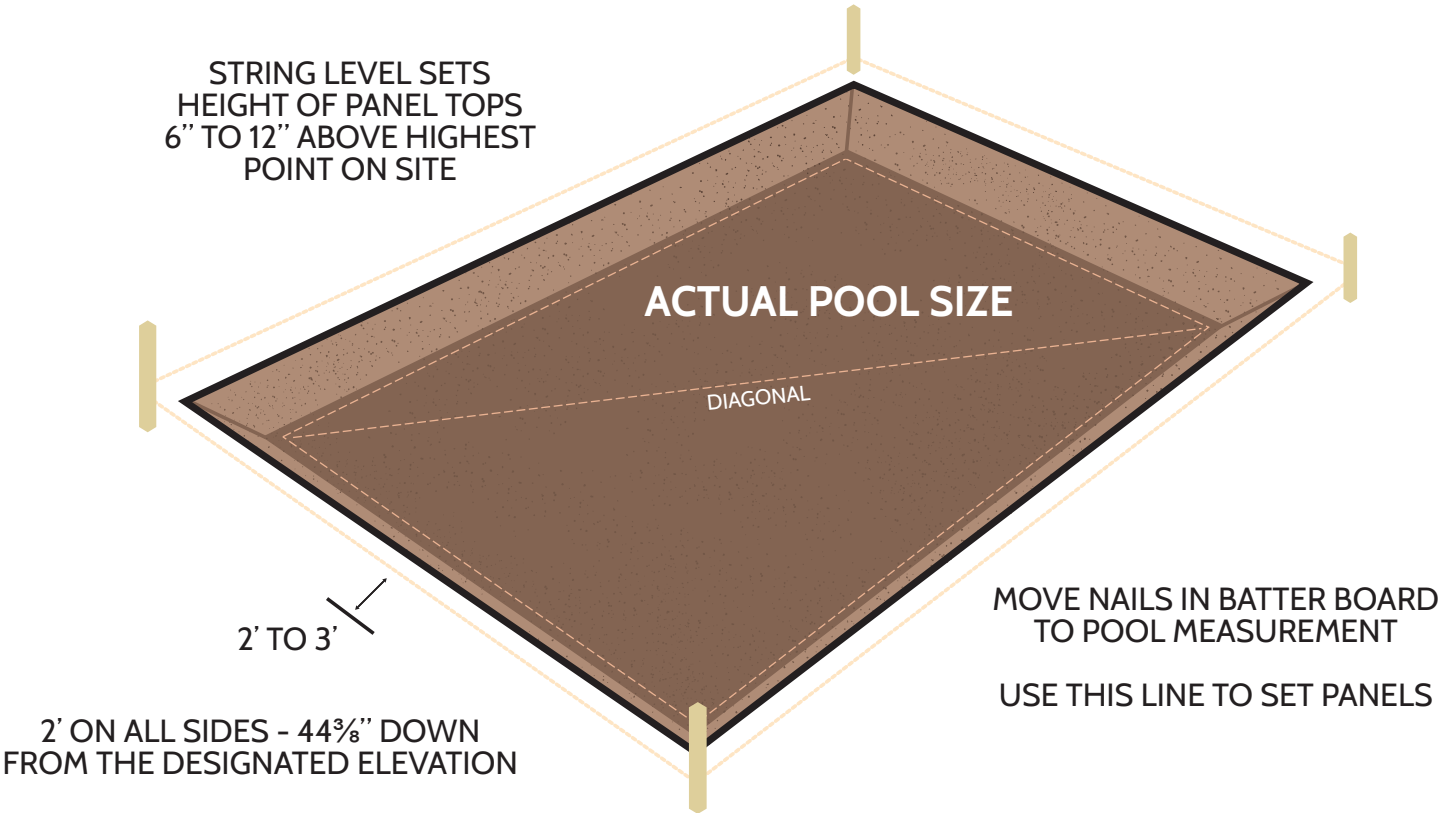 STRING LEVEL SETS
HEIGHT OF PANEL TOPS
6’’ TO 12’’ ABOVE HIGHEST
POINT ON SITE
ACTUAL POOL SIZE
DIAGONAL
2’ TO 3’
2’ ON ALL SIDES - 44⅜’’ DOWN
FROM THE DESIGNATED ELEVATION
MOVE NAILS IN BATTER BOARD
TO POOL MEASUREMENT
USE THIS LINE TO SET PANELS